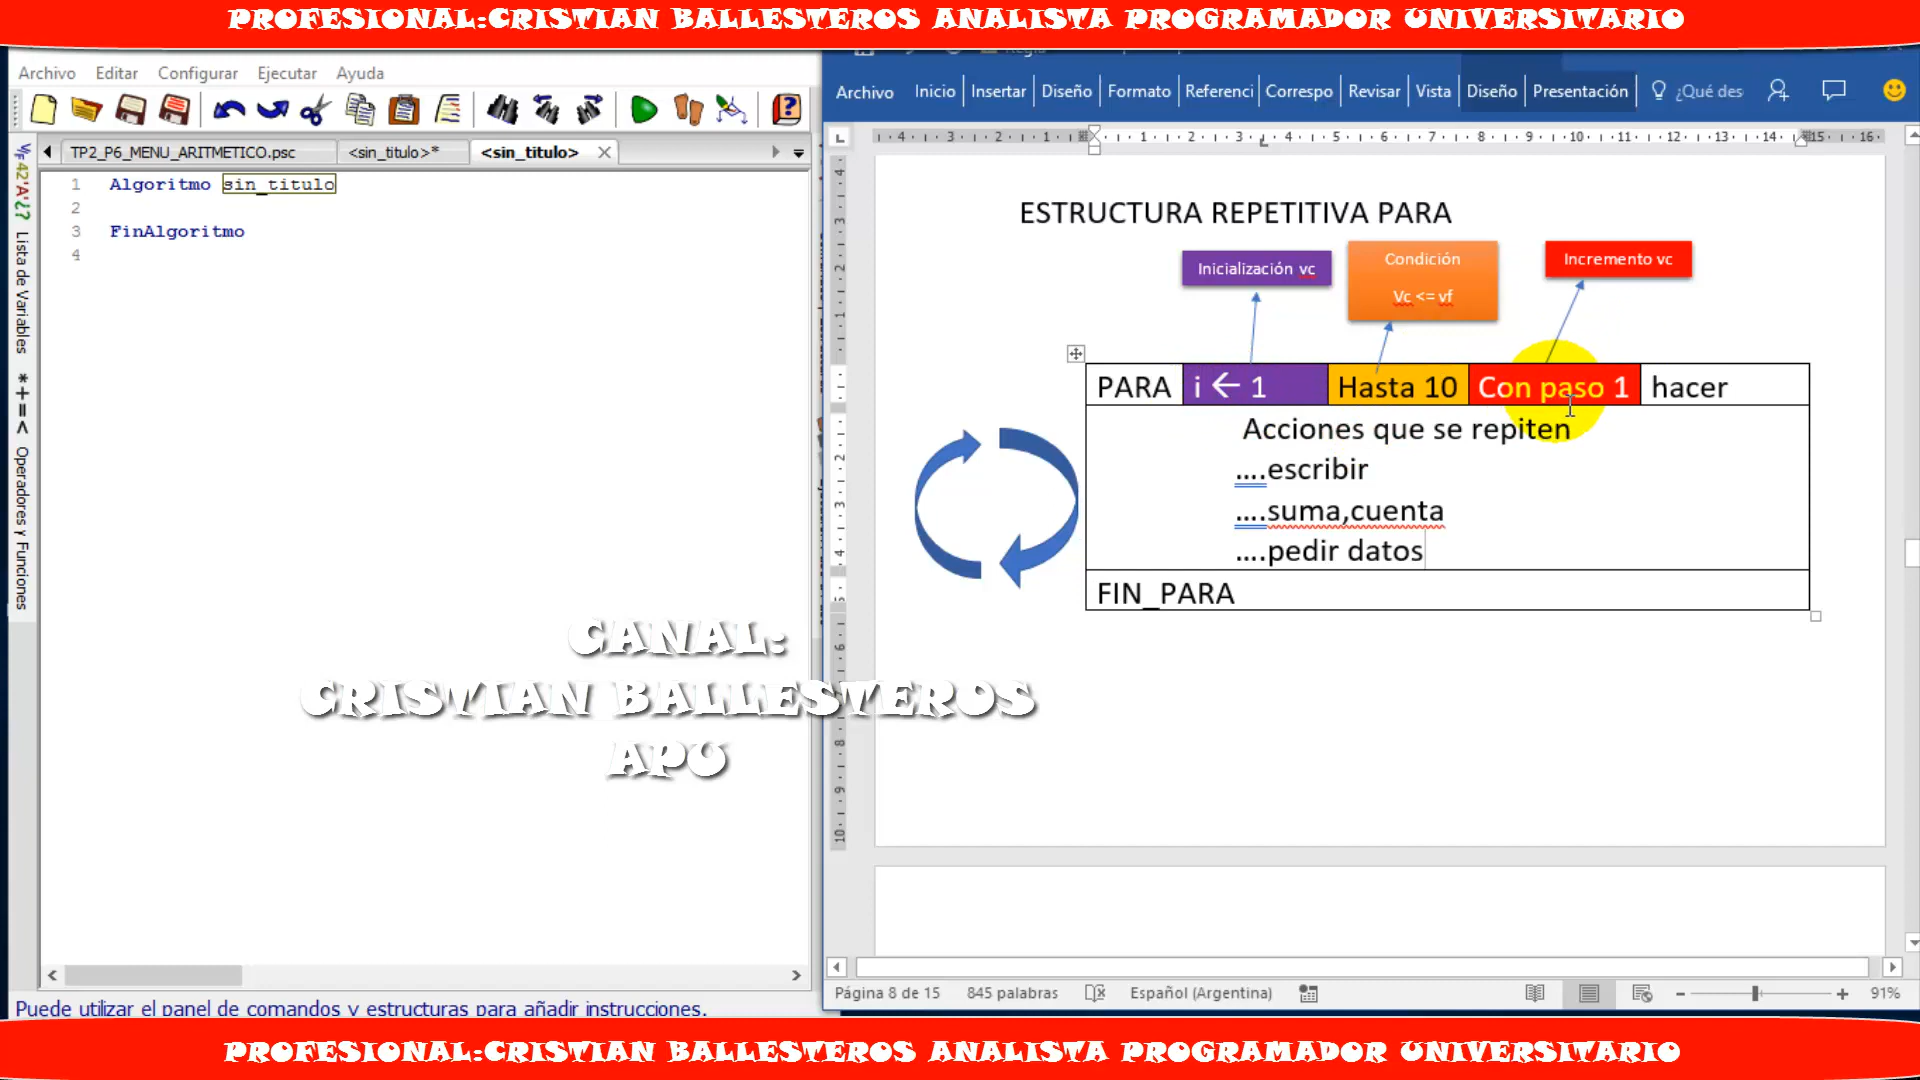 PROFESIONAL:CRISTIAN BALLESTEROS ANALISTA PROGRAMADOR UNIVERSITARIO
Archivo Editar Configurar Ejecutar Ayuda
TP2_P6_MENU_ARITMETICO.psc <sin_titulo>* <sin_titulo>
1 Algoritmo sin_titulo
2
3 FinAlgoritmo
4
Lista de Variables
Operadores y Funciones
Puede utilizar el panel de comandos y estructuras para añadir instrucciones.
Archivo Inicio Insertar Diseño Formato Referenci Correspo Revisar Vista Diseño Presentación ¿Qué des
ESTRUCTURA REPETITIVA PARA
Inicialización vc
Condición
Vc <= vf
Incremento vc
PARA i ← 1 Hasta 10 Con paso 1 hacer
Acciones que se repiten
....escribir
....suma,cuenta
....pedir datos
FIN_PARA
CANAL:
CRISTIAN BALLESTEROS
APU
Página 8 de 15 845 palabras Español (Argentina) 91%
PROFESIONAL:CRISTIAN BALLESTEROS ANALISTA PROGRAMADOR UNIVERSITARIO